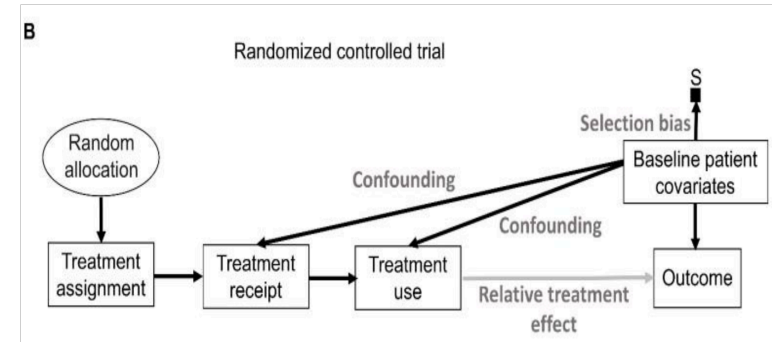 B
Randomized controlled trial
S
Selection bias
Random
allocation
Baseline patient
covariates
Confounding
Confounding
Treatment
assignment
Treatment
receipt
Treatment
use
Relative treatment
effect
Outcome